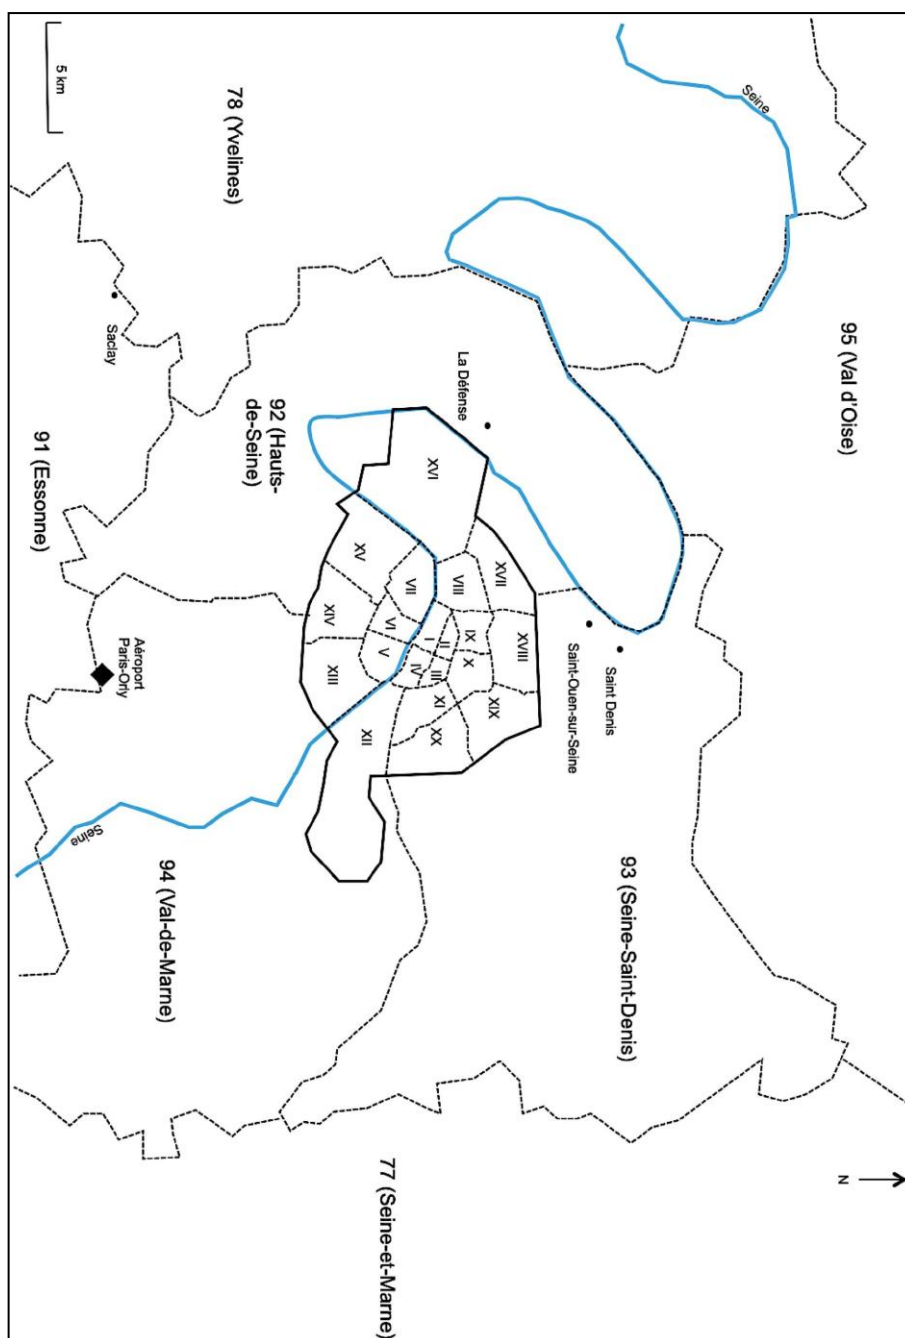 Seine
95 (Val d'Oise)
78 (Yvelines)
5 km
La Défense
Saclay
92 (Hauts-
de-Seine)
91 (Essonne)
Saint Denis
Saint-Ouen-sur-Seine
XVI
XVII
XVIII
VIII
IX
X
XIX
VII
I
II
III
IV
XI
XX
XV
VI
V
XIV
XIII
XII
Aéroport
Paris-Orly
Seine
93 (Seine-Saint-Denis)
94 (Val-de-Marne)
77 (Seine-et-Marne)
N